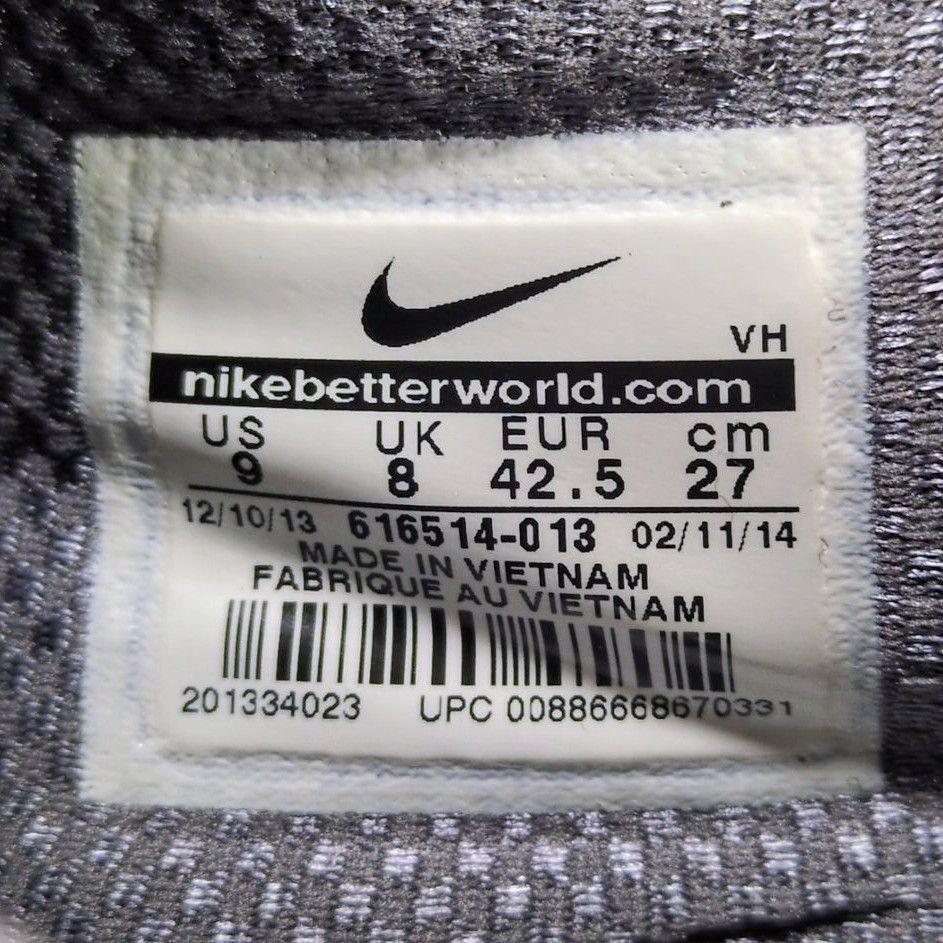 VH
nikebetterworld.com
US UK EUR cm
9 8 42.5 27
12/10/13 616514-013 02/11/14
MADE IN VIETNAM
FABRIQUE AU VIETNAM
201334023 UPC 00886668670331